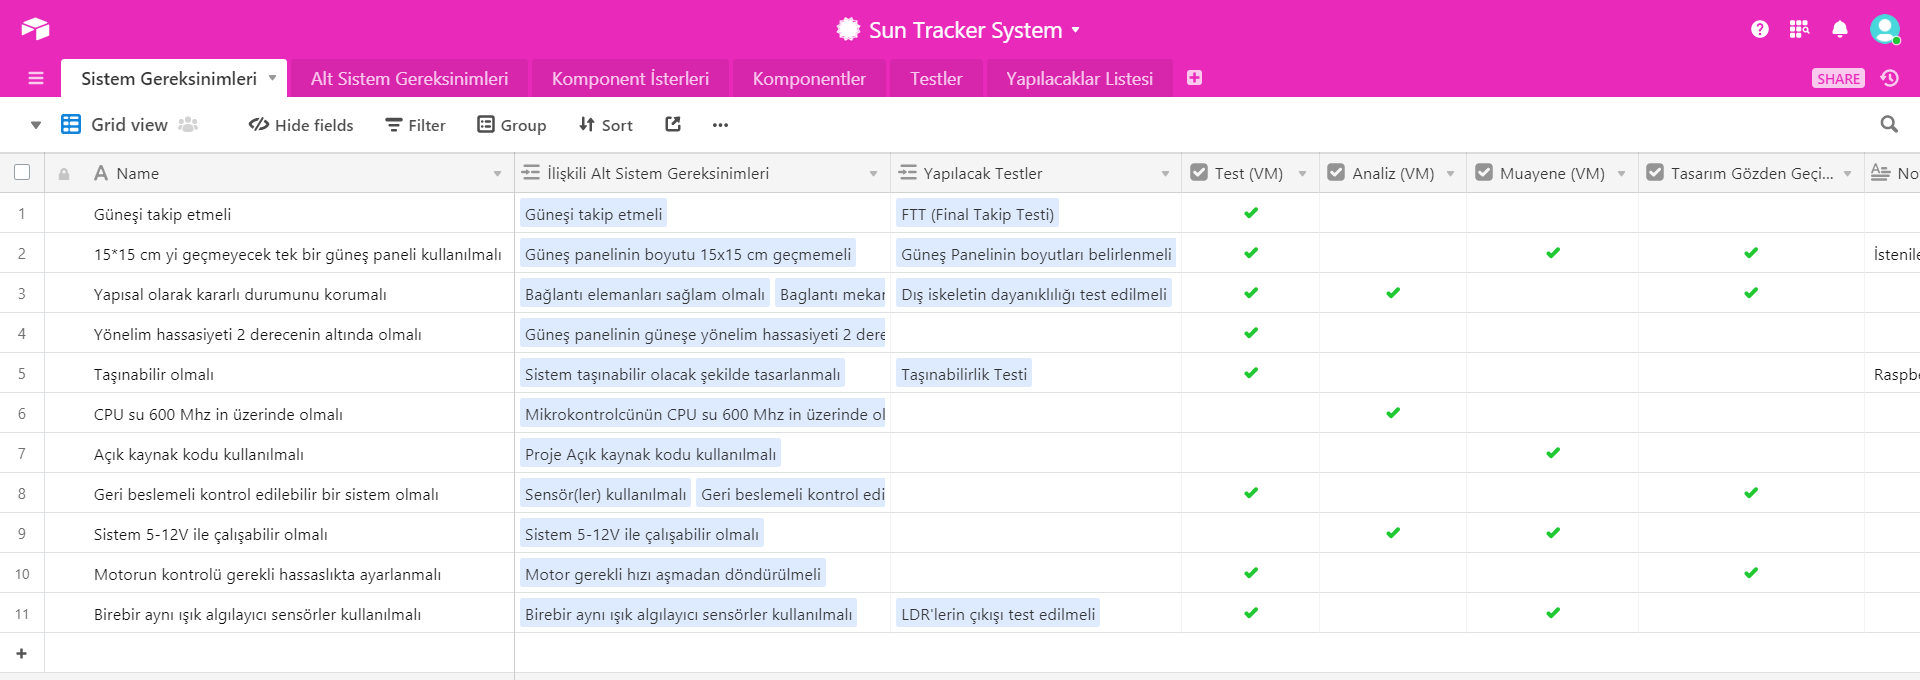 Sun Tracker System
Sistem Gereksinimleri Alt Sistem Gereksinimleri Komponent İsterleri Komponentler Testler Yapılacaklar Listesi SHARE
Grid view Hide fields Filter Group Sort
Name İlişkili Alt Sistem Gereksinimleri Yapılacak Testler Test (VM) Analiz (VM) Muayene (VM) Tasarım Gözden Geçi... No
1 Güneşi takip etmeli Güneşi takip etmeli FTT (Final Takip Testi)
2 15*15 cm yi geçmeyecek tek bir güneş paneli kullanılmalı Güneş panelinin boyutu 15x15 cm geçmemeli Güneş Panelinin boyutları belirlenmeli İstenile
3 Yapısal olarak kararlı durumunu korumalı Bağlantı elemanları sağlam olmalı Baglantı mekan Dış iskeletin dayanıklılığı test edilmeli
4 Yönelim hassasiyeti 2 derecenin altında olmalı Güneş panelinin güneşe yönelim hassasiyeti 2 dere
5 Taşınabilir olmalı Sistem taşınabilir olacak şekilde tasarlanmalı Taşınabilirlik Testi Raspbe
6 CPU su 600 Mhz in üzerinde olmalı Mikrokontrolcünün CPU su 600 Mhz in üzerinde ol
7 Açık kaynak kodu kullanılmalı Proje Açık kaynak kodu kullanılmalı
8 Geri beslemeli kontrol edilebilir bir sistem olmalı Sensör(ler) kullanılmalı Geri beslemeli kontrol edi
9 Sistem 5-12V ile çalışabilir olmalı Sistem 5-12V ile çalışabilir olmalı
10 Motorun kontrolü gerekli hassaslıkta ayarlanmalı Motor gerekli hızı aşmadan döndürülmeli
11 Birebir aynı ışık algılayıcı sensörler kullanılmalı Birebir aynı ışık algılayıcı sensörler kullanılmalı LDR'lerin çıkışı test edilmeli